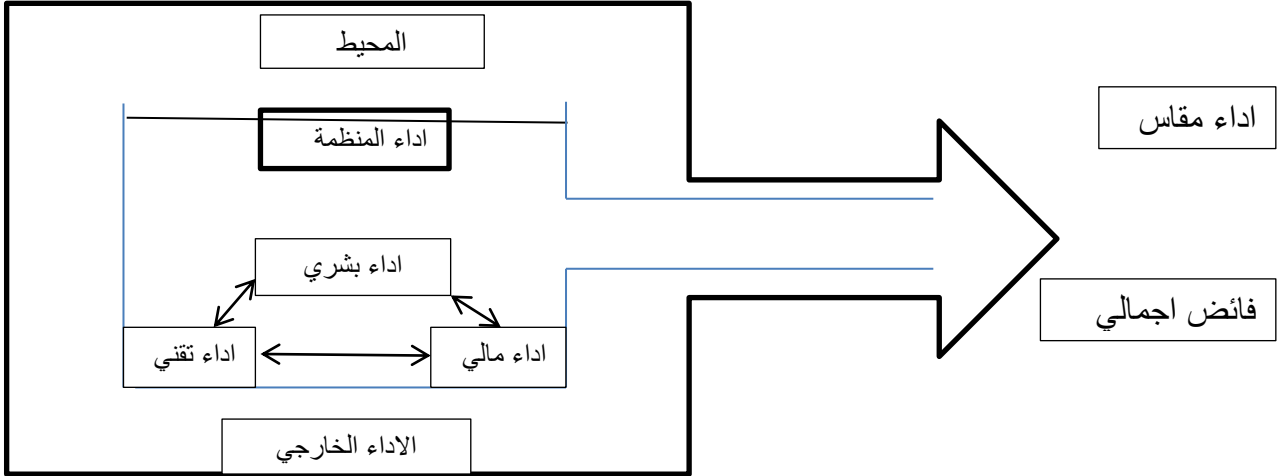 المحيط
اداء مقاس
اداء المنظمة
اداء بشري
فائض اجمالي
اداء مالي
اداء تقني
الاداء الخارجي